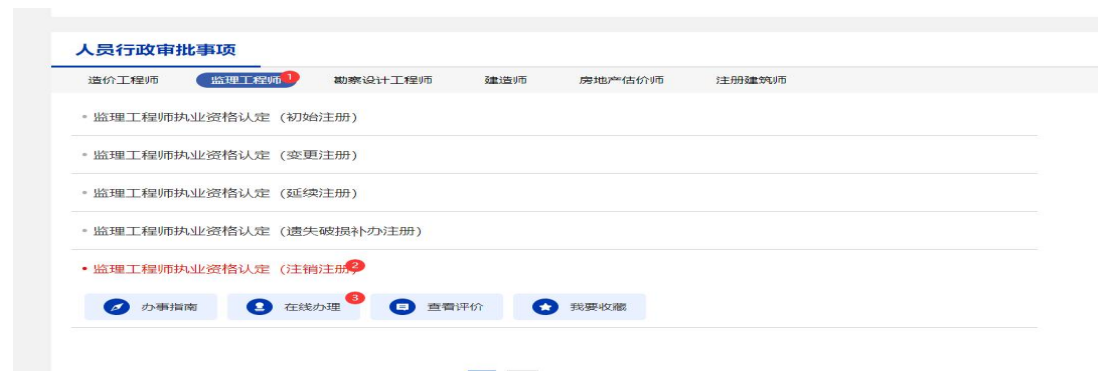 人员行政审批事项
造价工程师 监理工程师 1 勘察设计工程师 建造师 房地产估价师 注册建筑师
监理工程师执业资格认定（初始注册）
监理工程师执业资格认定（变更注册）
监理工程师执业资格认定（延续注册）
监理工程师执业资格认定（遗失破损补办注册）
监理工程师执业资格认定（注销注册） 2
办事指南 在线办理 3 查看评价 我要收藏